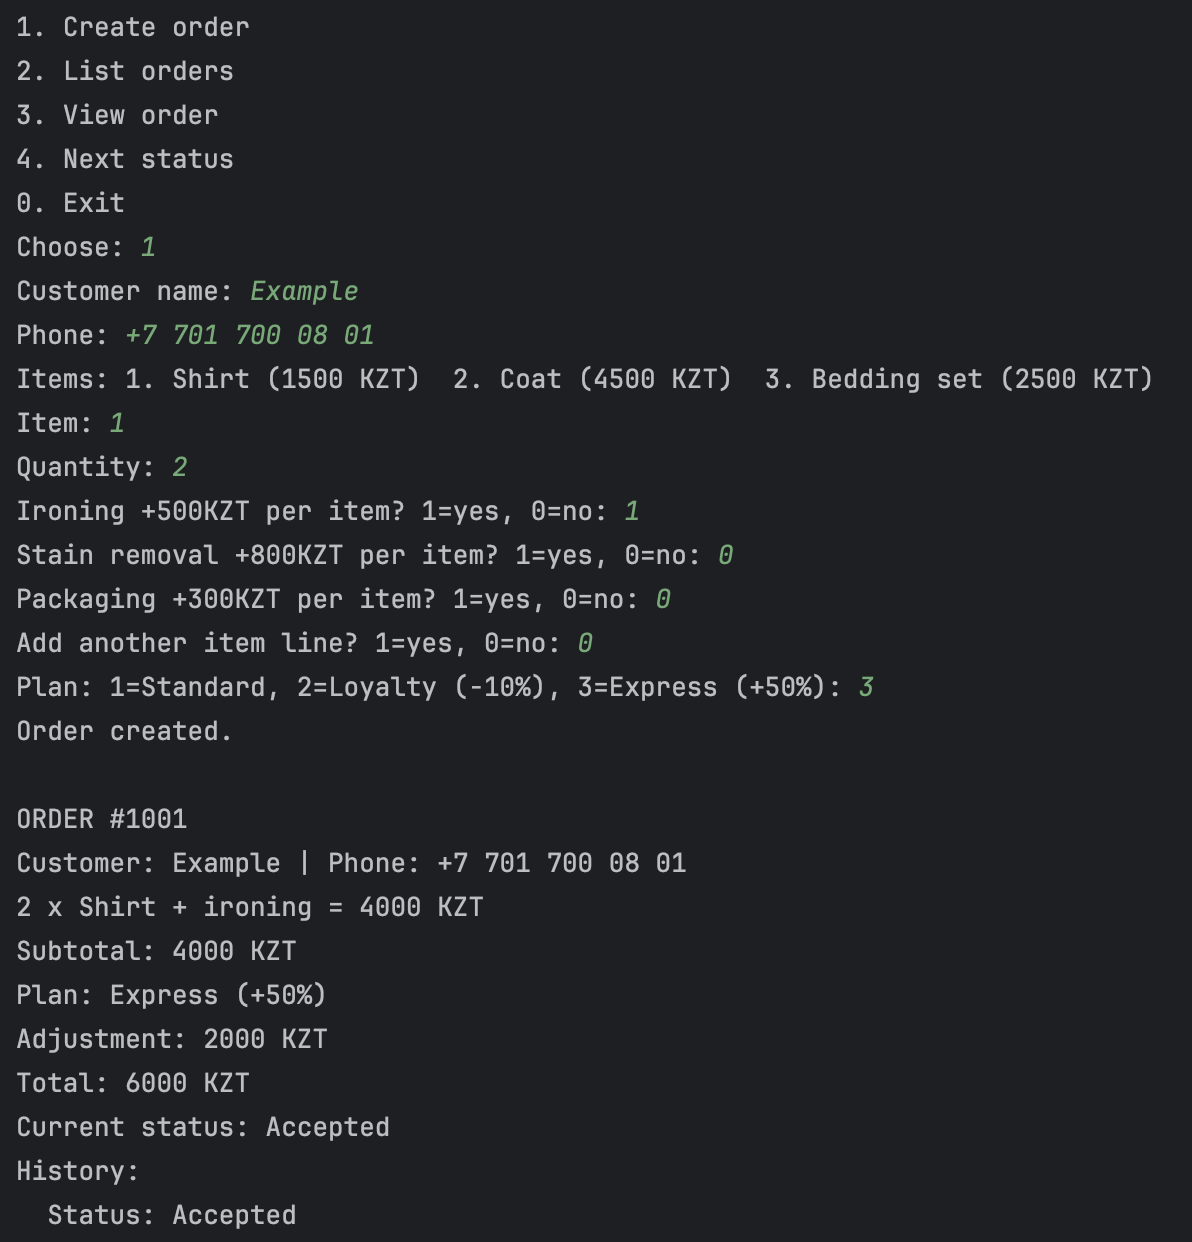 1. Create order
2. List orders
3. View order
4. Next status
0. Exit
Choose: 1
Customer name: Example
Phone: +7 701 700 08 01
Items: 1. Shirt (1500 KZT)  2. Coat (4500 KZT)  3. Bedding set (2500 KZT)
Item: 1
Quantity: 2
Ironing +500KZT per item? 1=yes, 0=no: 1
Stain removal +800KZT per item? 1=yes, 0=no: 0
Packaging +300KZT per item? 1=yes, 0=no: 0
Add another item line? 1=yes, 0=no: 0
Plan: 1=Standard, 2=Loyalty (-10%), 3=Express (+50%): 3
Order created.

ORDER #1001
Customer: Example | Phone: +7 701 700 08 01
2 x Shirt + ironing = 4000 KZT
Subtotal: 4000 KZT
Plan: Express (+50%)
Adjustment: 2000 KZT
Total: 6000 KZT
Current status: Accepted
History:
  Status: Accepted